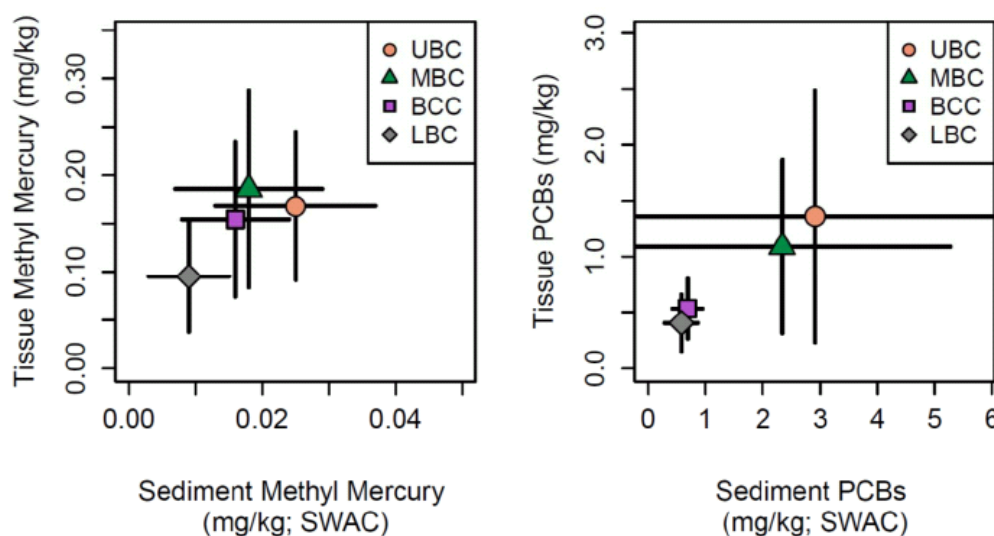 Tissue Methyl Mercury (mg/kg)
0.30
0.20
0.10
0.00
UBC
MBC
BCC
LBC
0.00 0.02 0.04
Sediment Methyl Mercury
(mg/kg; SWAC)
Tissue PCBs (mg/kg)
3.0
2.0
1.0
0.0
UBC
MBC
BCC
LBC
0 1 2 3 4 5 6
Sediment PCBs
(mg/kg; SWAC)